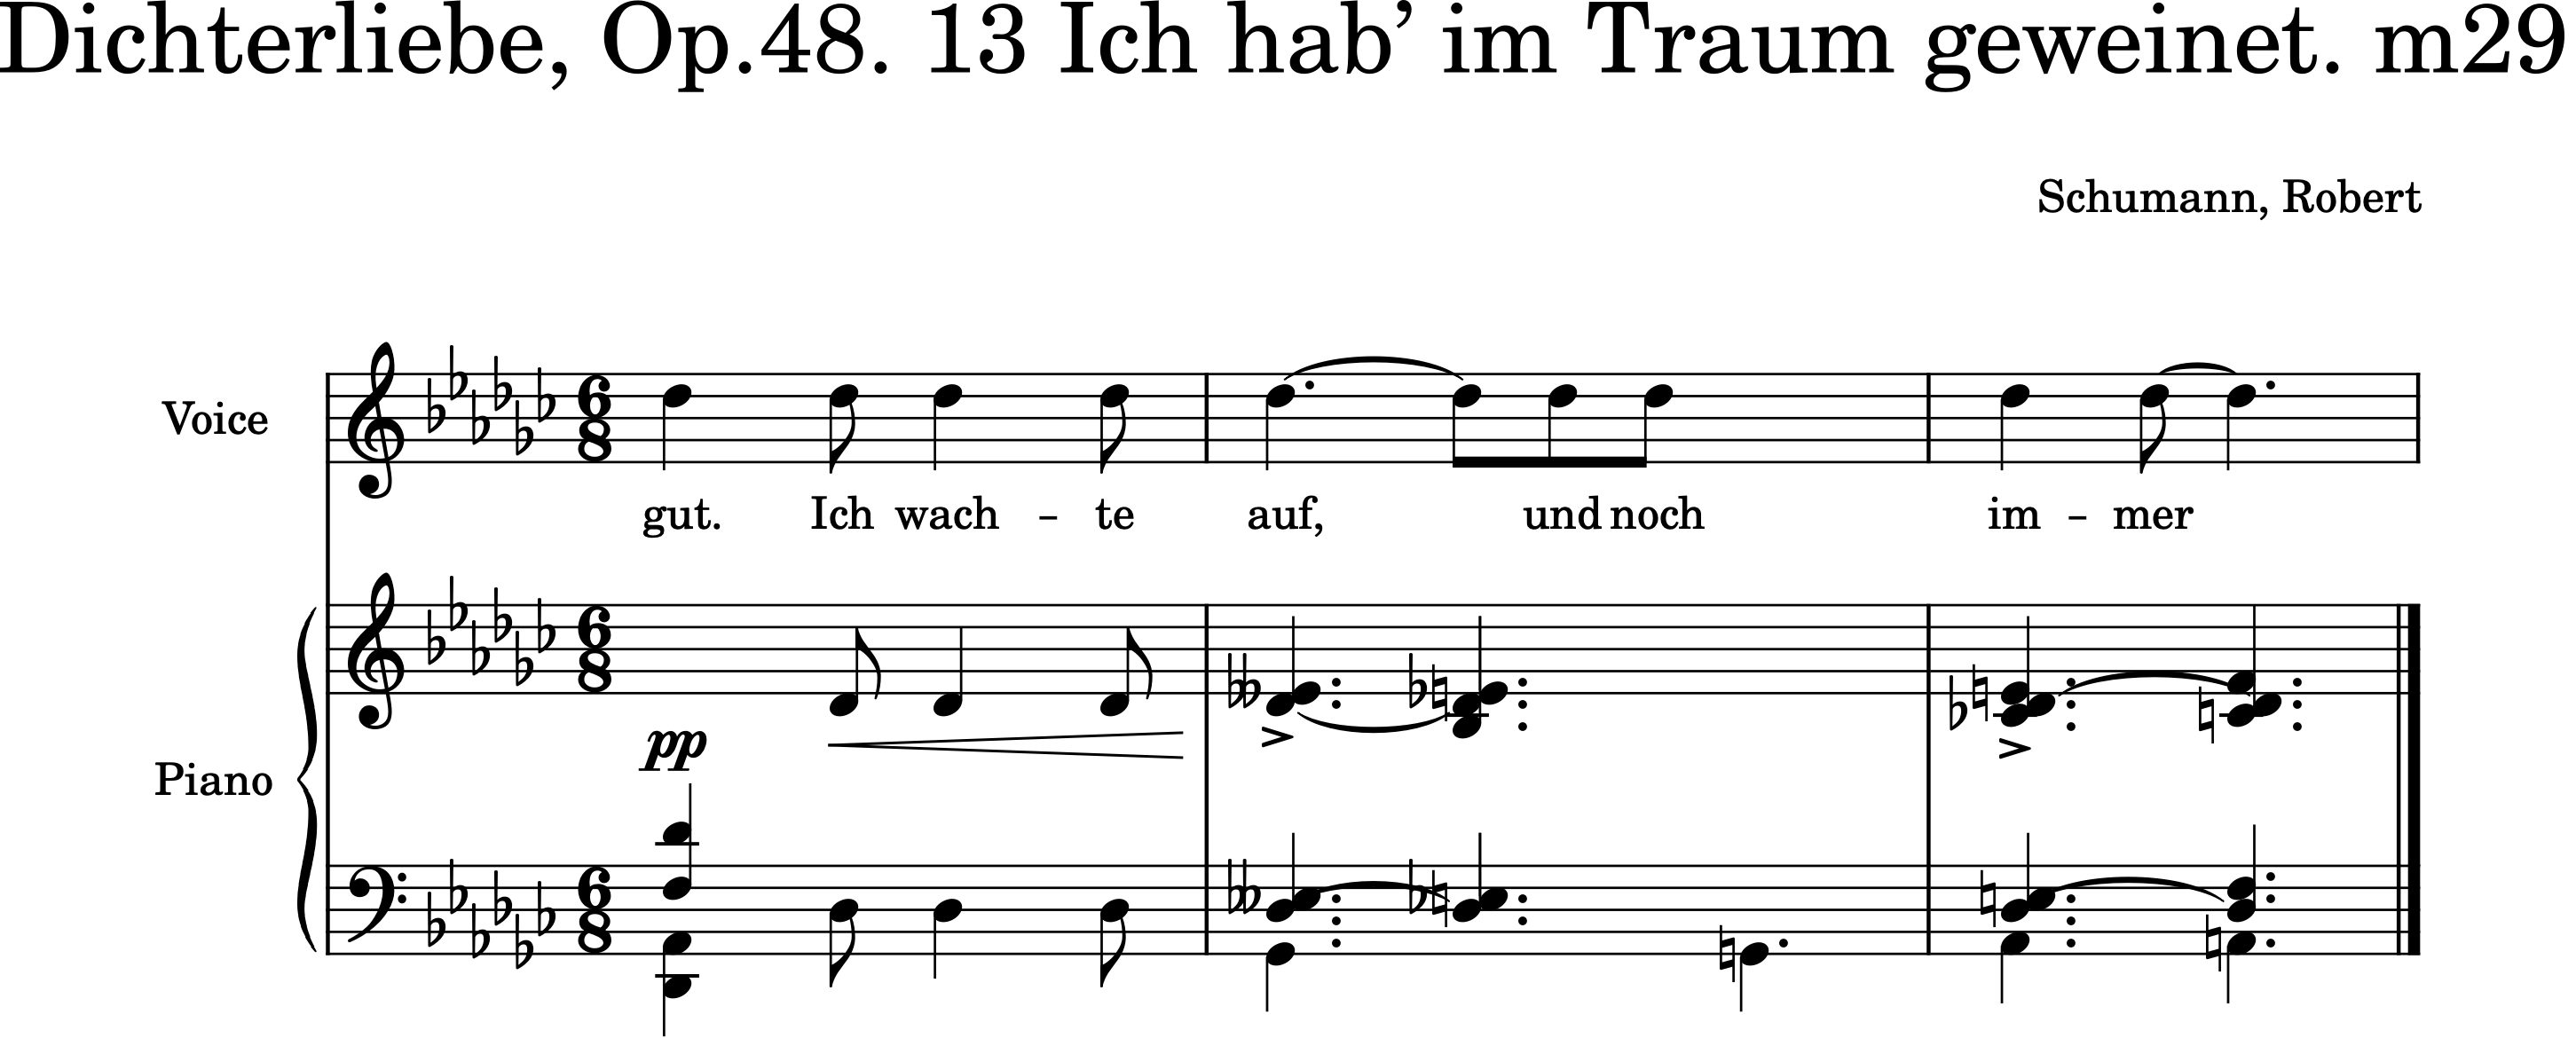 Dichterliebe, Op.48. 13 Ich hab’ im Traum geweinet. m29
Schumann, Robert
Voice
gut. Ich wach – te auf, und noch im – mer
pp
Piano